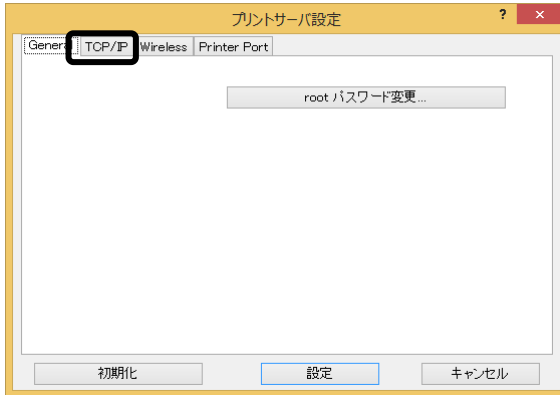 プリントサーバ設定
? ×
General TCP/IP Wireless Printer Port
root パスワード変更...
初期化 設定 キャンセル